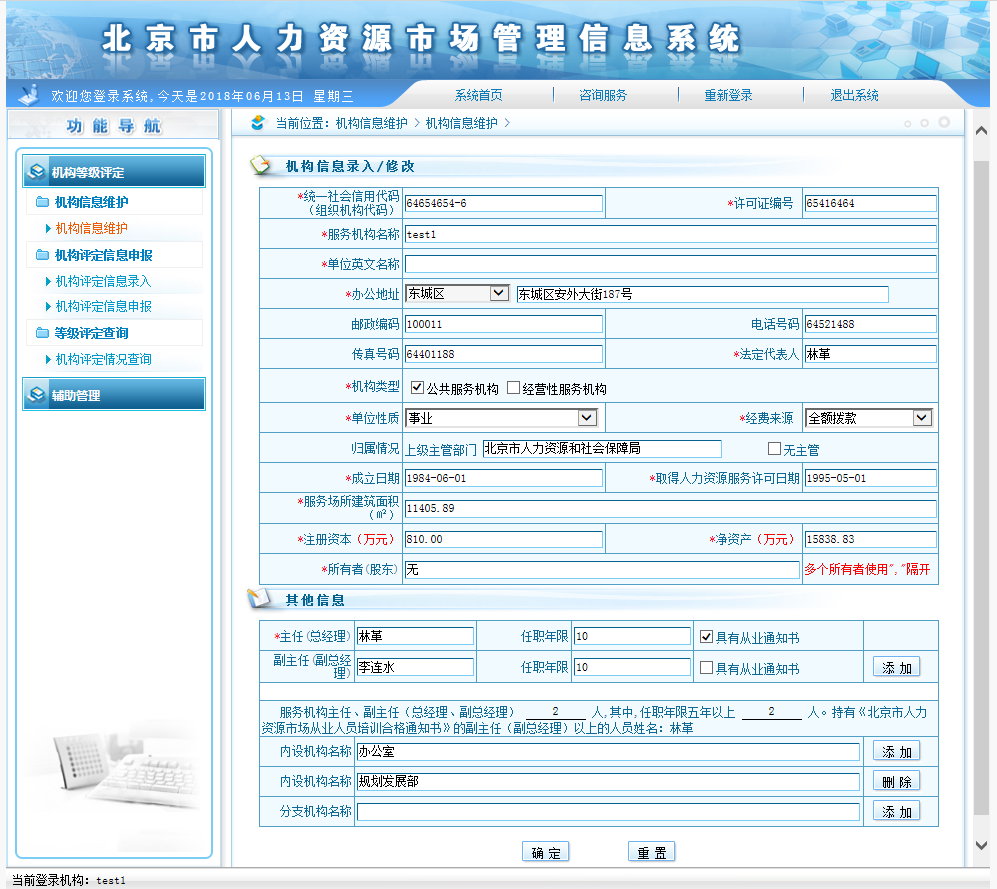 北京市人力资源市场管理信息系统
欢迎您登录系统,今天是2018年06月13日 星期三
系统首页 咨询服务 重新登录 退出系统
功能导航
当前位置：机构信息维护 > 机构信息维护 >
机构等级评定
机构信息维护
机构信息维护
机构评定信息申报
机构评定信息录入
机构评定信息申报
等级评定查询
机构评定情况查询
辅助管理
机构信息录入/修改
*统一社会信用代码
（组织机构代码） 64654654-6 *许可证编号 65416464
*服务机构名称 test1
*单位英文名称
*办公地址 东城区 东城区安外大街187号
邮政编码 100011 电话号码 64521488
传真号码 64401188 *法定代表人 林革
*机构类型 公共服务机构 经营性服务机构
*单位性质 事业 *经费来源 全额拨款
归属情况 上级主管部门 北京市人力资源和社会保障局 无主管
*成立日期 1984-06-01 *取得人力资源服务许可日期 1995-05-01
*服务场所建筑面积
（㎡） 11405.89
*注册资本（万元） 810.00 *净资产（万元） 15838.83
*所有者(股东) 无 多个所有者使用","隔开
其他信息
*主任(总经理) 林革 任职年限 10 具有从业通知书
副主任(副总经
理) 李连水 任职年限 10 具有从业通知书 添 加
服务机构主任、副主任（总经理、副总经理） 2 人,其中,任职年限五年以上 2 人。持有《北京市人力
资源市场从业人员培训合格通知书》的副主任（副总经理）以上的人员姓名：林革
内设机构名称 办公室 添 加
内设机构名称 规划发展部 删 除
分支机构名称 添 加
确 定 重 置
当前登录机构：test1